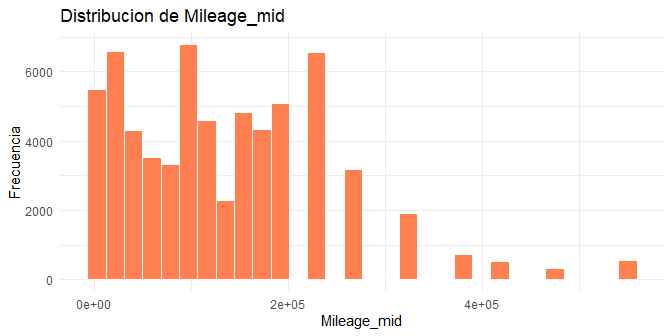 Distribucion de Mileage_mid
Frecuencia
6000
4000
2000
0
0e+00
2e+05
4e+05
Mileage_mid